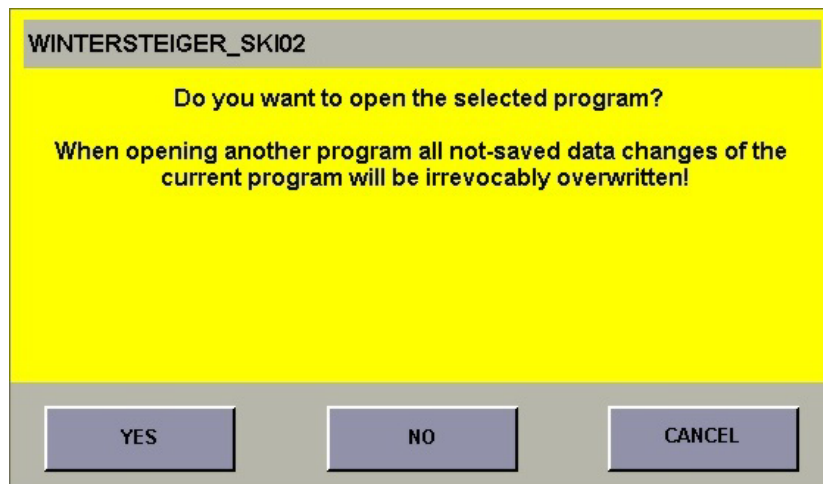 WINTERSTEIGER_SKI02
Do you want to open the selected program?
When opening another program all not-saved data changes of the
current program will be irrevocably overwritten!
YES NO CANCEL